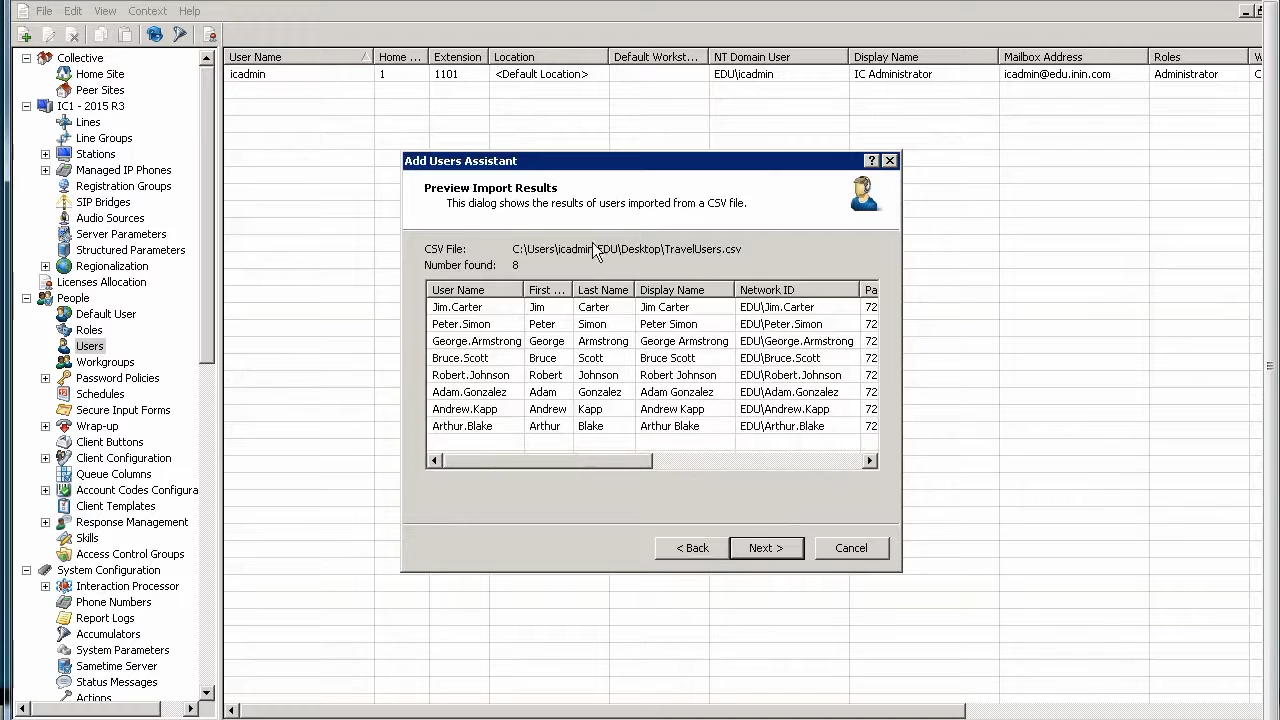 File Edit View Context Help
User Name Home ... Extension Location Default Workst... NT Domain User Display Name Mailbox Address Roles
icadmin 1 1101 <Default Location> EDU\icadmin IC Administrator icadmin@edu.inin.com Administrator
Collective
Home Site
Peer Sites
IC1 - 2015 R3
Lines
Line Groups
Stations
Managed IP Phones
Registration Groups
SIP Bridges
Audio Sources
Server Parameters
Structured Parameters
Regionalization
Licenses Allocation
People
Default User
Roles
Users
Workgroups
Password Policies
Schedules
Secure Input Forms
Wrap-up
Client Buttons
Client Configuration
Queue Columns
Account Codes Configura
Client Templates
Response Management
Skills
Access Control Groups
System Configuration
Interaction Processor
Phone Numbers
Report Logs
Accumulators
System Parameters
Sametime Server
Status Messages
Actions
Add Users Assistant
Preview Import Results
This dialog shows the results of users imported from a CSV file.
CSV File: C:\Users\icadmin.EDU\Desktop\TravelUsers.csv
Number found: 8
User Name First ... Last Name Display Name Network ID Pa
Jim.Carter Jim Carter Jim Carter EDU\Jim.Carter 72
Peter.Simon Peter Simon Peter Simon EDU\Peter.Simon 72
George.Armstrong George Armstrong George Armstrong EDU\George.Armstrong 72
Bruce.Scott Bruce Scott Bruce Scott EDU\Bruce.Scott 72
Robert.Johnson Robert Johnson Robert Johnson EDU\Robert.Johnson 72
Adam.Gonzalez Adam Gonzalez Adam Gonzalez EDU\Adam.Gonzalez 72
Andrew.Kapp Andrew Kapp Andrew Kapp EDU\Andrew.Kapp 72
Arthur.Blake Arthur Blake Arthur Blake EDU\Arthur.Blake 72
< Back Next > Cancel